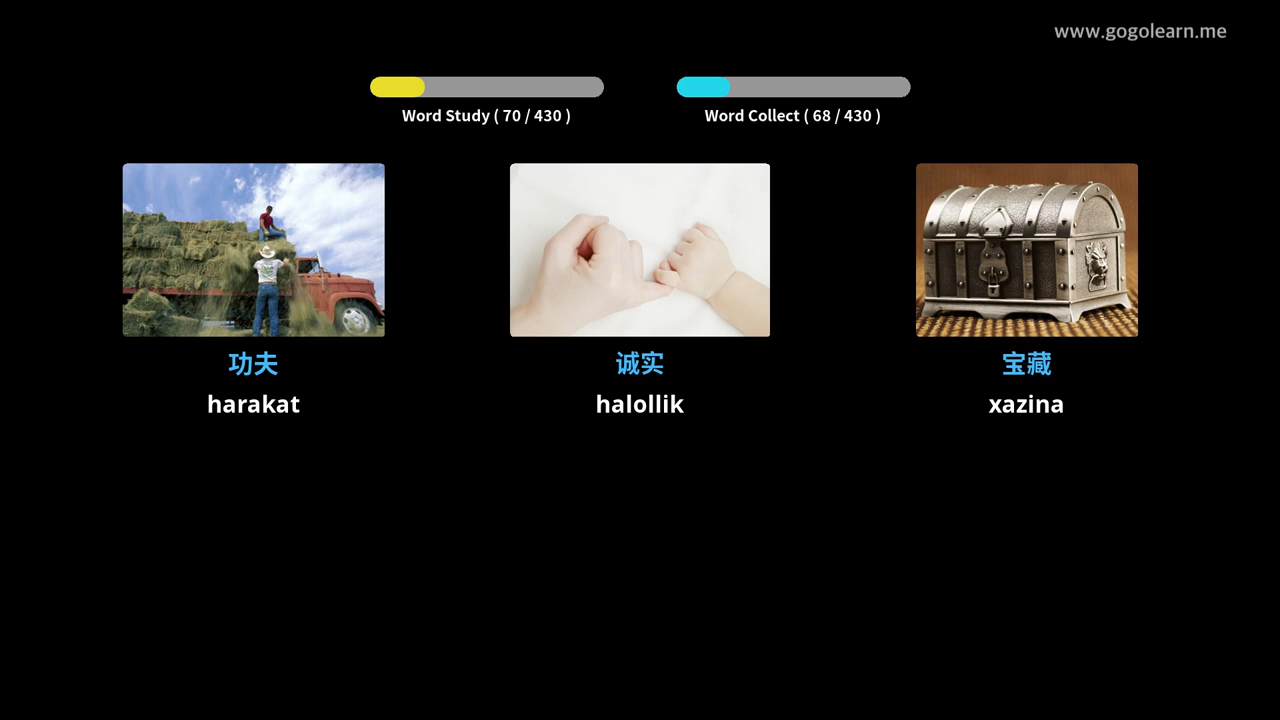 www.gogolearn.me
Word Study ( 70 / 430 )
Word Collect ( 68 / 430 )
功夫
诚实
宝藏
harakat
halollik
xazina